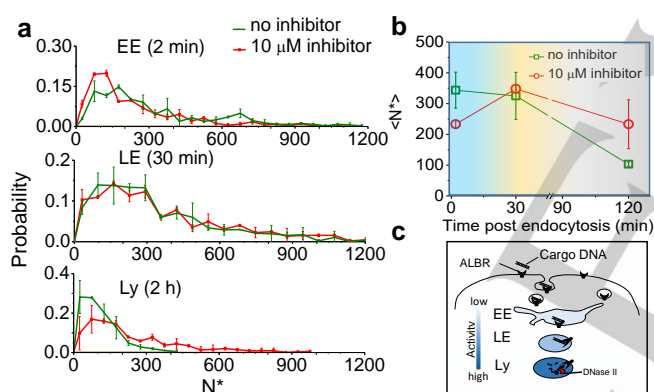 a
no inhibitor
10 μM inhibitor
EE (2 min)
0.30
0.15
0.00
0 300 600 900 1200
LE (30 min)
0.2
0.1
0.0
0 300 600 900 1200
Ly (2 h)
0.4
0.2
0.0
0 300 600 900 1200
Probability
N*
b
no inhibitor
10 μM inhibitor
500
400
300
200
100
0
<N*>
0 30 90 120
Time post endocytosis (min)
c
Cargo DNA
ALBR
low
EE
LE
Ly
Activity
high
DNase II